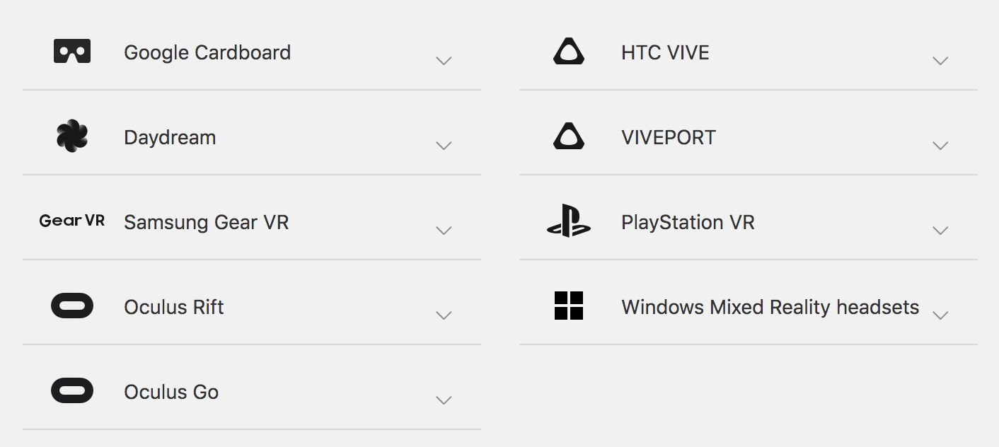 Google Cardboard
Daydream
Gear VR Samsung Gear VR
Oculus Rift
Oculus Go
HTC VIVE
VIVEPORT
PlayStation VR
Windows Mixed Reality headsets